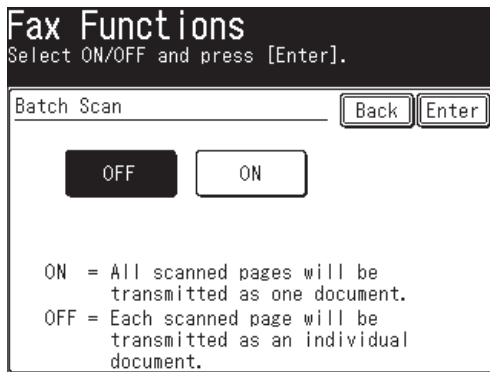 Fax Functions
Select ON/OFF and press [Enter].
Batch Scan
Back Enter
OFF ON
ON = All scanned pages will be
transmitted as one document.
OFF = Each scanned page will be
transmitted as an individual
document.